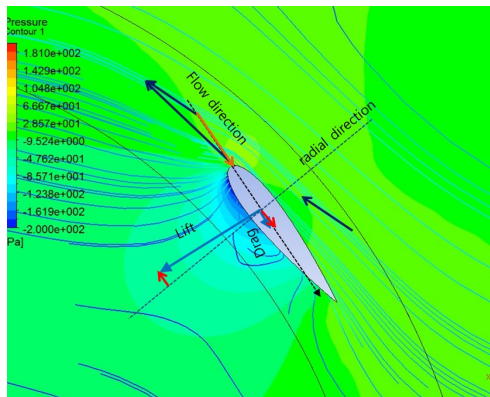 Pressure
Contour 1
1.810e+002
1.429e+002
1.048e+002
6.667e+001
2.857e+001
-9.524e+000
-4.762e+001
-8.571e+001
-1.238e+002
-1.619e+002
-2.000e+002
Pa]
Flow direction
radial direction
Lift
Drag